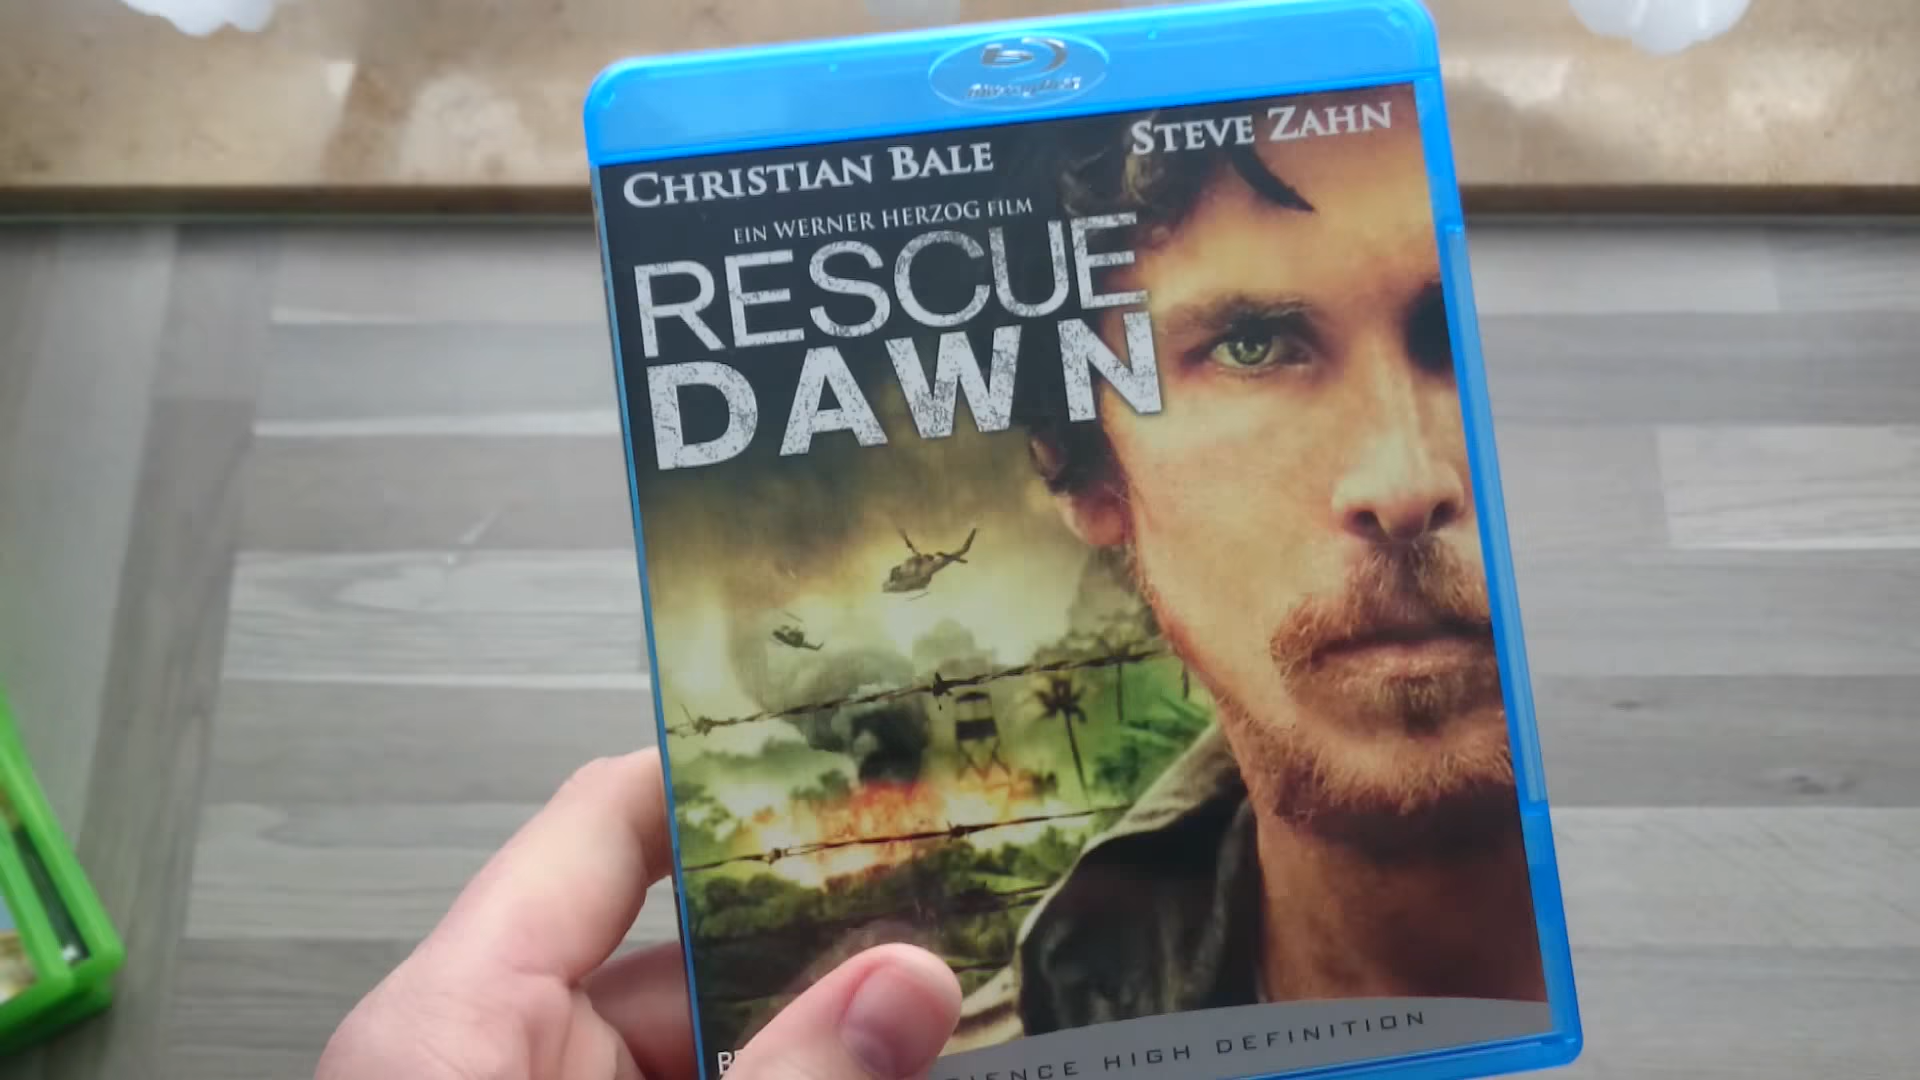 CHRISTIAN BALE
STEVE ZAHN
EIN WERNER HERZOG FILM
RESCUE
DAWN
HIGH DEFINITION